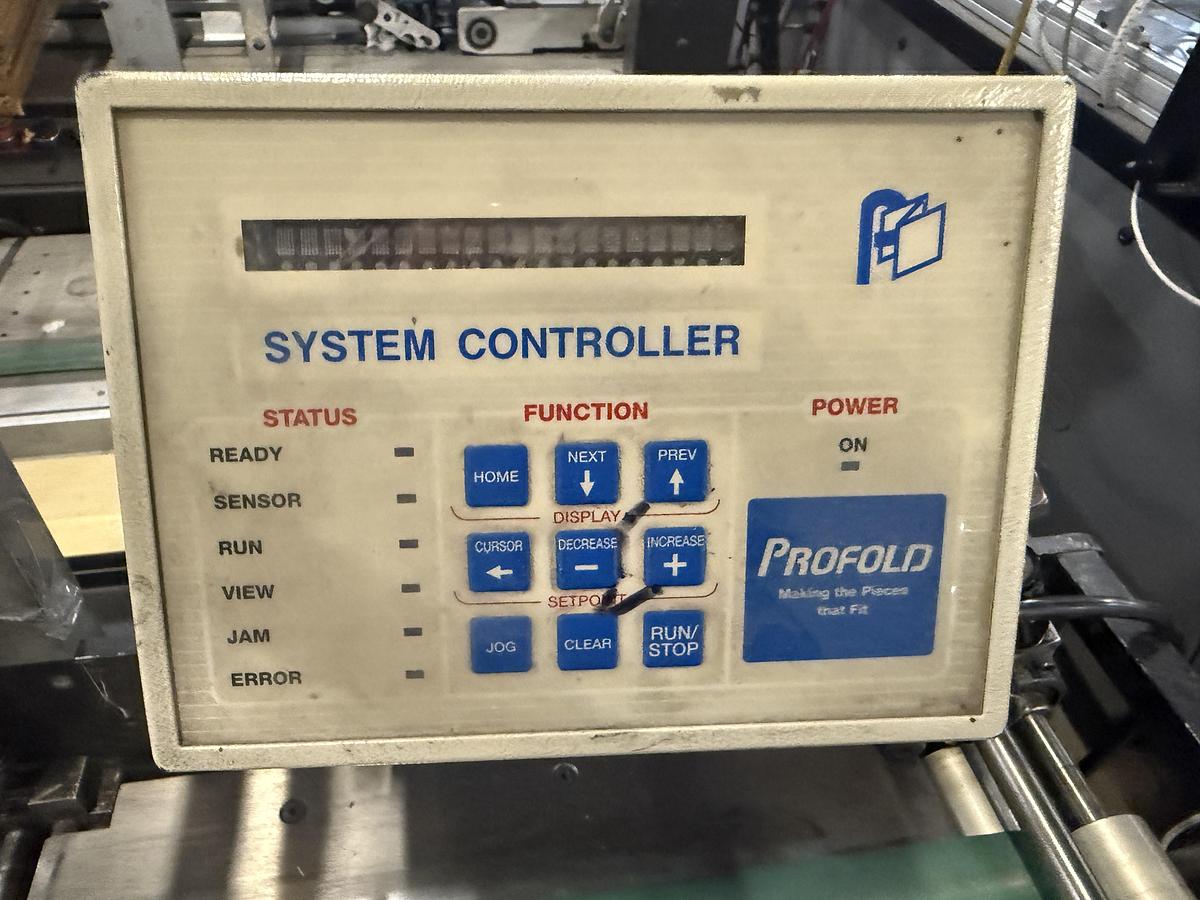 SYSTEM CONTROLLER
STATUS
READY
SENSOR
RUN
VIEW
JAM
ERROR
FUNCTION
HOME
NEXT
PREV
DISPLAY
CURSOR
DECREASE
INCREASE
SETPOINT
JOG
CLEAR
RUN/
STOP
POWER
ON
PROFOLD
Making the Pieces
that Fit